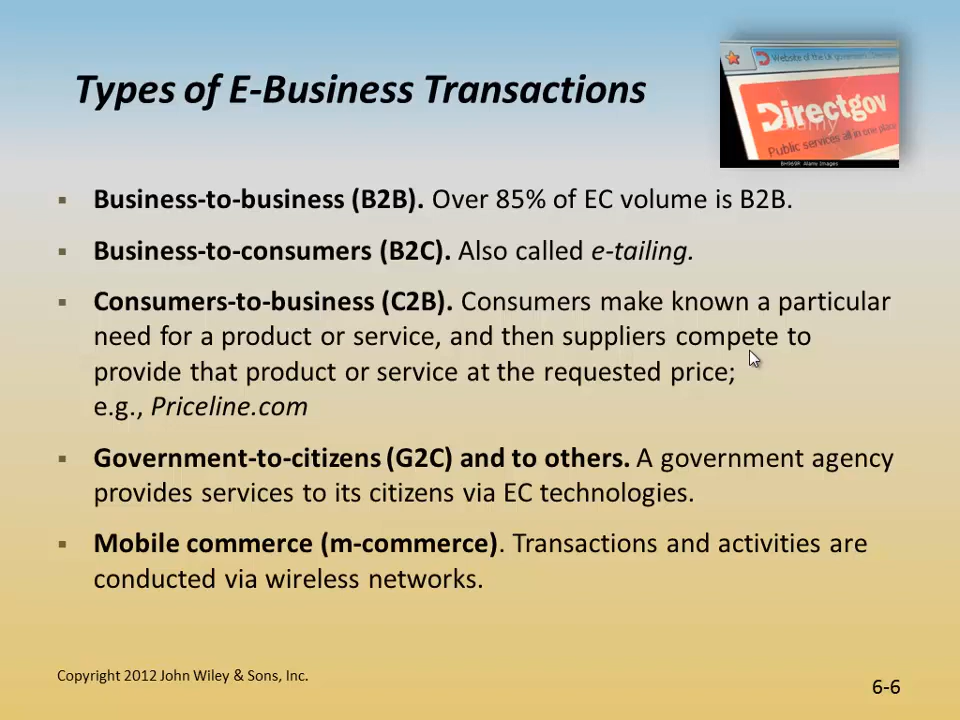 Types of E-Business Transactions
Website of the UK government
Directgov
Public services all in one place
alamy
BH969R Alamy Images
Business-to-business (B2B). Over 85% of EC volume is B2B.
Business-to-consumers (B2C). Also called e-tailing.
Consumers-to-business (C2B). Consumers make known a particular
need for a product or service, and then suppliers compete to
provide that product or service at the requested price;
e.g., Priceline.com
Government-to-citizens (G2C) and to others. A government agency
provides services to its citizens via EC technologies.
Mobile commerce (m-commerce). Transactions and activities are
conducted via wireless networks.
Copyright 2012 John Wiley & Sons, Inc.
6-6